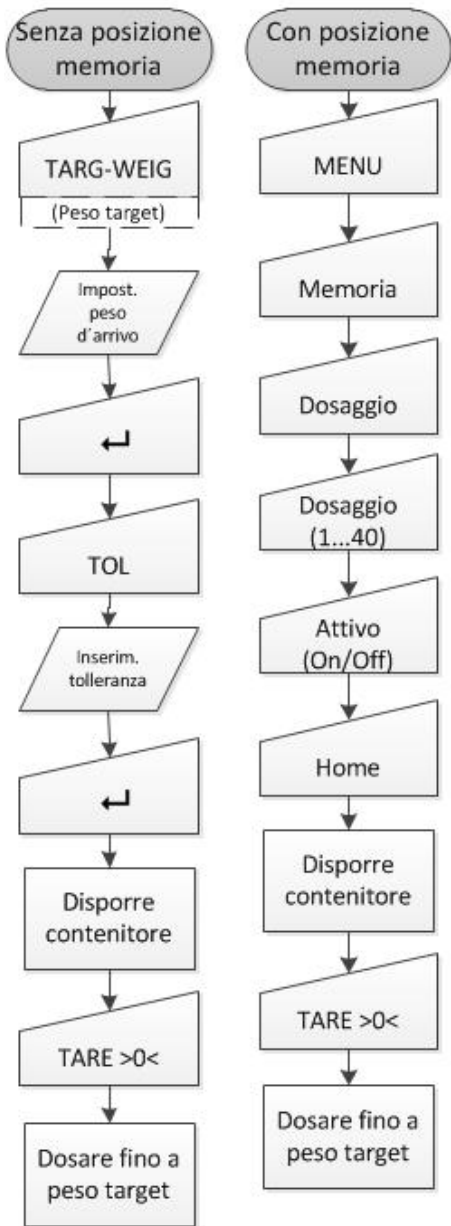 Senza posizione
memoria
TARG-WEIG
(Peso target)
Impost.
peso
d´arrivo
↵
TOL
Inserim.
tolleranza
↵
Disporre
contenitore
TARE >0<
Dosare fino a
peso target
Con posizione
memoria
MENU
Memoria
Dosaggio
Dosaggio
(1...40)
Attivo
(On/Off)
Home
Disporre
contenitore
TARE >0<
Dosare fino a
peso target